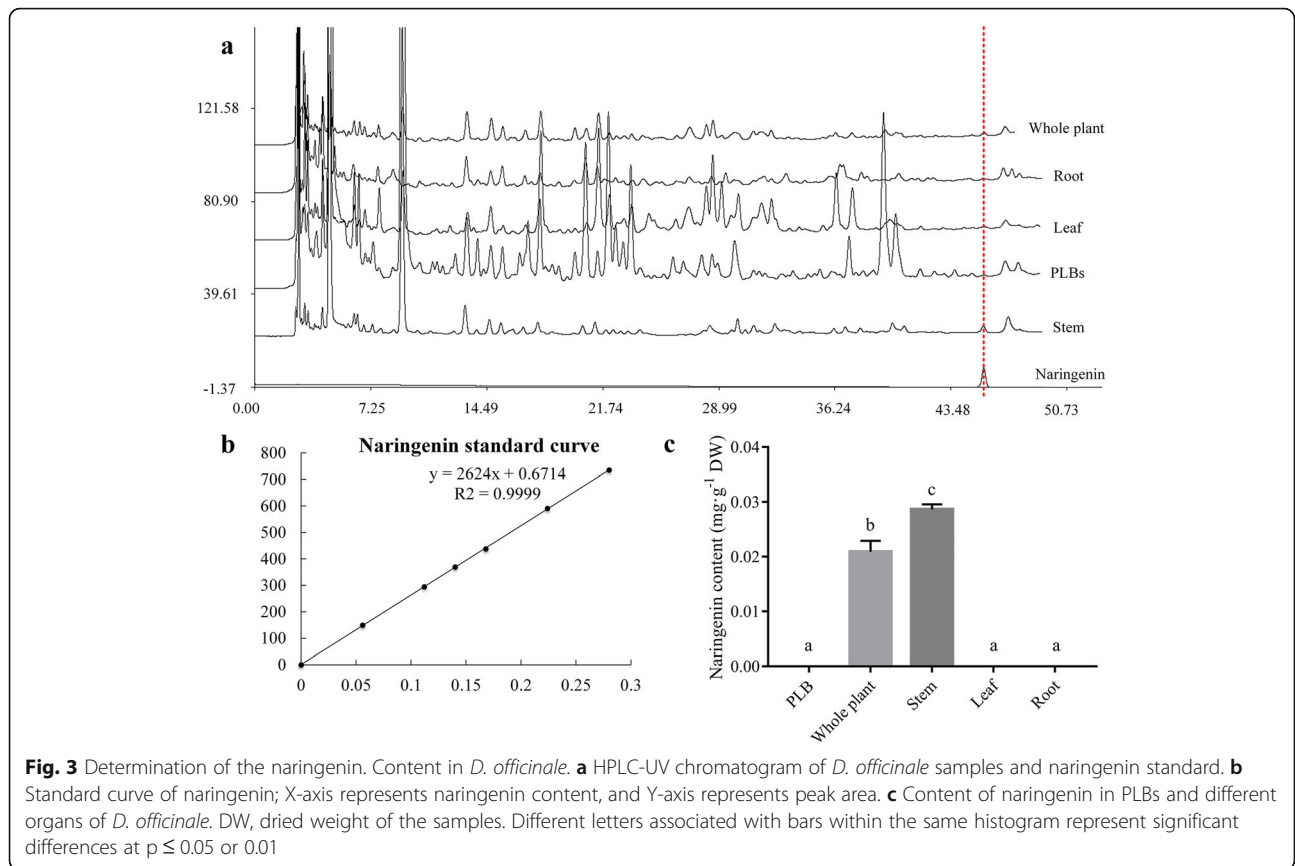 a
121.58
80.90
39.61
-1.37
Whole plant
Root
Leaf
PLBs
Stem
Naringenin
0.00 7.25 14.49 21.74 28.99 36.24 43.48 50.73
b
Naringenin standard curve
y = 2624x + 0.6714
R2 = 0.9999
800
700
600
500
400
300
200
100
0
0 0.05 0.1 0.15 0.2 0.25 0.3
c
Naringenin content (mg·g⁻¹ DW)
0.04
0.03
0.02
0.01
0.00
a b c a a
PLB Whole plant Stem Leaf Root
Fig. 3 Determination of the naringenin. Content in D. officinale. a HPLC-UV chromatogram of D. officinale samples and naringenin standard. b
Standard curve of naringenin; X-axis represents naringenin content, and Y-axis represents peak area. c Content of naringenin in PLBs and different
organs of D. officinale. DW, dried weight of the samples. Different letters associated with bars within the same histogram represent significant
differences at p ≤ 0.05 or 0.01